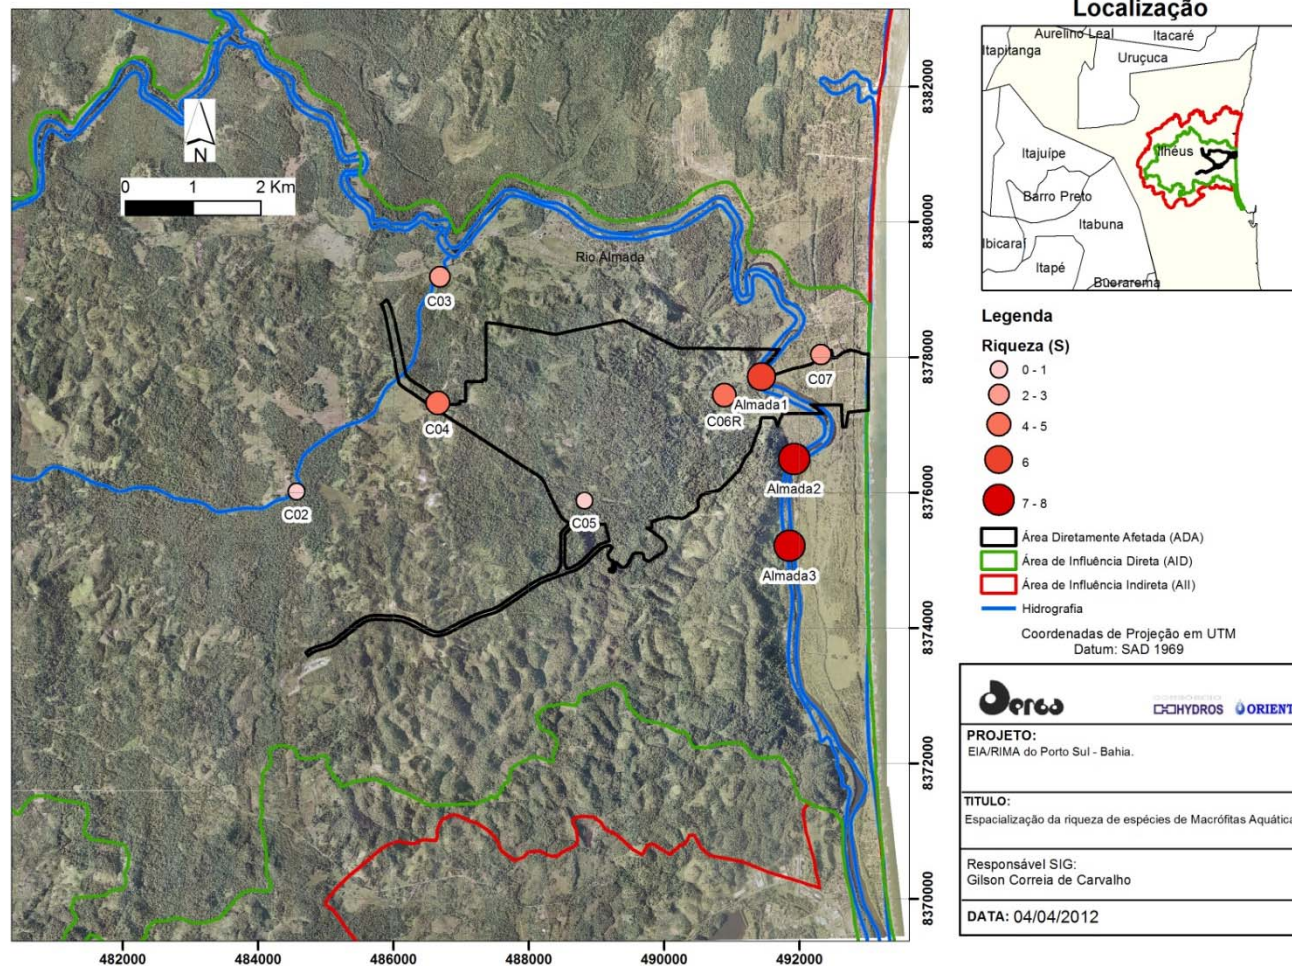 Localização
Aurelino Leal
Itacaré
Itapitanga
Uruçuca
Itajuípe
Ilhéus
Barro Preto
Itabuna
Ibicaraí
Itapé
Buerarema
N
0 1 2 Km
Rio Almada
C03
C07
Almada1
C06R
C04
Almada2
C02
C05
Almada3
8382000
8380000
8378000
8376000
8374000
8372000
8370000
482000 484000 486000 488000 490000 492000
Legenda
Riqueza (S)
0 - 1
2 - 3
4 - 5
6
7 - 8
Área Diretamente Afetada (ADA)
Área de Influência Direta (AID)
Área de Influência Indireta (AII)
Hidrografia
Coordenadas de Projeção em UTM
Datum: SAD 1969
Derba
HYDROS ORIENT
PROJETO:
EIA/RIMA do Porto Sul - Bahia.
TITULO:
Espacialização da riqueza de espécies de Macrófitas Aquática
Responsável SIG:
Gilson Correia de Carvalho
DATA: 04/04/2012